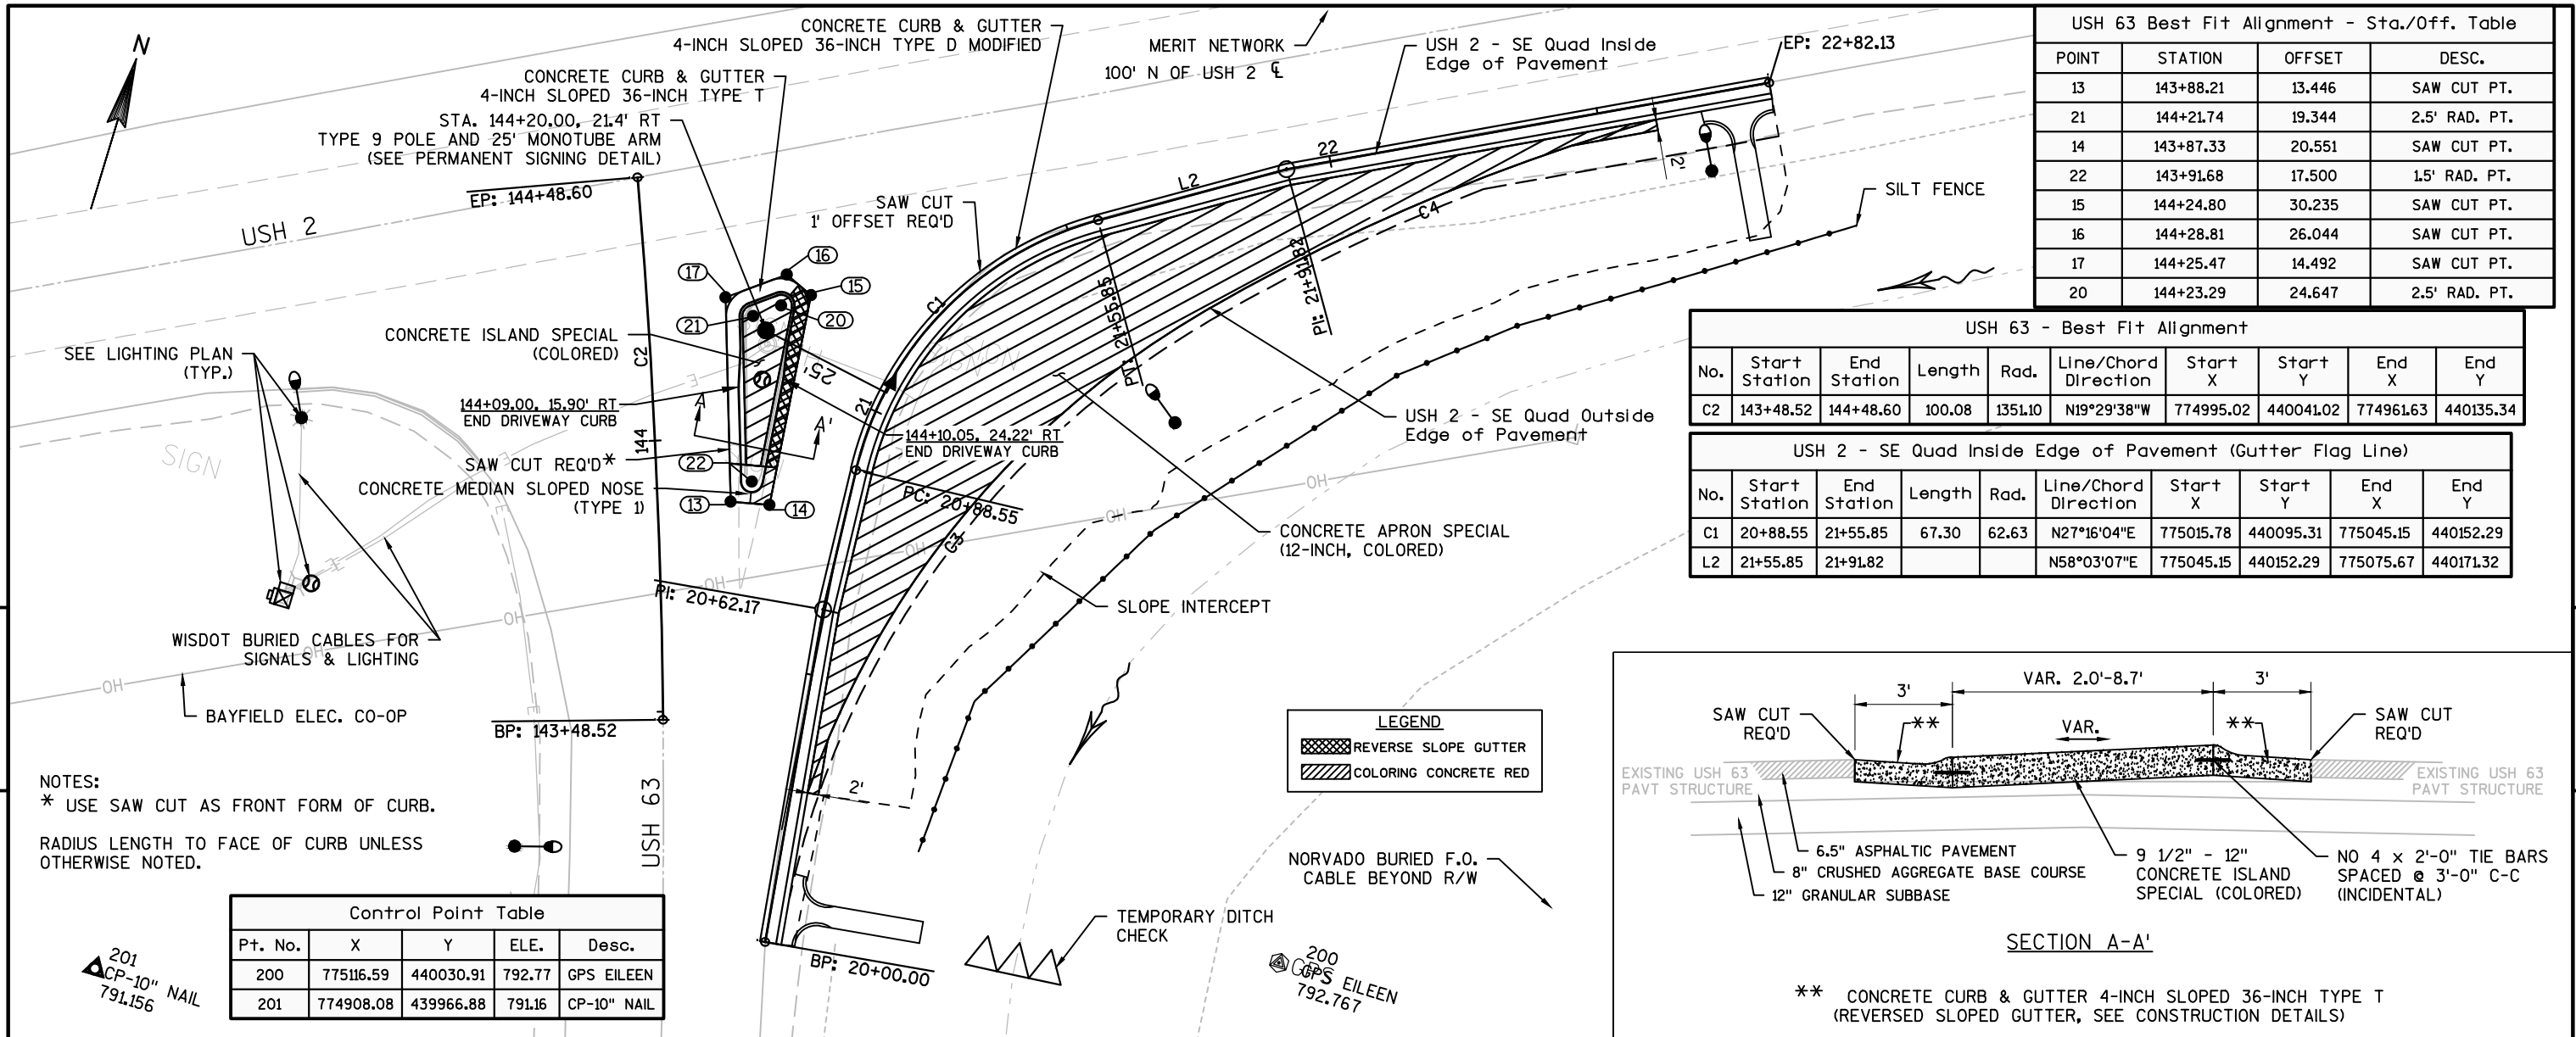 N
CONCRETE CURB & GUTTER
4-INCH SLOPED 36-INCH TYPE D MODIFIED
CONCRETE CURB & GUTTER
4-INCH SLOPED 36-INCH TYPE T
STA. 144+20.00, 21.4' RT
TYPE 9 POLE AND 25' MONOTUBE ARM
(SEE PERMANENT SIGNING DETAIL)
MERIT NETWORK
100' N OF USH 2 ℄
USH 2 - SE Quad Inside
Edge of Pavement
EP: 22+82.13
EP: 144+48.60
USH 2
SAW CUT
1' OFFSET REQ'D
L2
22
2'
C4
SILT FENCE
17
16
15
21
20
C1
PT: 21+55.85
PI: 21+91.82
CONCRETE ISLAND SPECIAL
(COLORED)
C2
25'
SEE LIGHTING PLAN
(TYP.)
144+09.00, 15.90' RT
END DRIVEWAY CURB
A
A'
21
144+10.05, 24.22' RT
END DRIVEWAY CURB
USH 2 - SE Quad Outside
Edge of Pavement
SIGN
144
SAW CUT REQ'D*
22
CONCRETE MEDIAN SLOPED NOSE
(TYPE 1)
13
14
PC: 20+88.55
C3
CONCRETE APRON SPECIAL
(12-INCH, COLORED)
OH
OH
OH
OH
OH
OH
OH
E
E
E
E
E
PI: 20+62.17
SLOPE INTERCEPT
WISDOT BURIED CABLES FOR
SIGNALS & LIGHTING
BAYFIELD ELEC. CO-OP
BP: 143+48.52
USH 63
2'
NOTES:
* USE SAW CUT AS FRONT FORM OF CURB.
RADIUS LENGTH TO FACE OF CURB UNLESS
OTHERWISE NOTED.
LEGEND
REVERSE SLOPE GUTTER
COLORING CONCRETE RED
NORVADO BURIED F.O.
CABLE BEYOND R/W
TEMPORARY DITCH
CHECK
BP: 20+00.00
200
GPS EILEEN
792.767
201
CP-10" NAIL
791.156
Control Point Table
Pt. No. X Y ELE. Desc.
200 775116.59 440030.91 792.77 GPS EILEEN
201 774908.08 439966.88 791.16 CP-10" NAIL
USH 63 Best Fit Alignment - Sta./Off. Table
POINT STATION OFFSET DESC.
13 143+88.21 13.446 SAW CUT PT.
21 144+21.74 19.344 2.5' RAD. PT.
14 143+87.33 20.551 SAW CUT PT.
22 143+91.68 17.500 1.5' RAD. PT.
15 144+24.80 30.235 SAW CUT PT.
16 144+28.81 26.044 SAW CUT PT.
17 144+25.47 14.492 SAW CUT PT.
20 144+23.29 24.647 2.5' RAD. PT.
USH 63 - Best Fit Alignment
No. Start Station End Station Length Rad. Line/Chord Direction Start X Start Y End X End Y
C2 143+48.52 144+48.60 100.08 1351.10 N19°29'38"W 774995.02 440041.02 774961.63 440135.34
USH 2 - SE Quad Inside Edge of Pavement (Gutter Flag Line)
No. Start Station End Station Length Rad. Line/Chord Direction Start X Start Y End X End Y
C1 20+88.55 21+55.85 67.30 62.63 N27°16'04"E 775015.78 440095.31 775045.15 440152.29
L2 21+55.85 21+91.82 N58°03'07"E 775045.15 440152.29 775075.67 440171.32
3'
VAR. 2.0'-8.7'
3'
SAW CUT
REQ'D
**
VAR.
**
SAW CUT
REQ'D
EXISTING USH 63
PAVT STRUCTURE
EXISTING USH 63
PAVT STRUCTURE
6.5" ASPHALTIC PAVEMENT
8" CRUSHED AGGREGATE BASE COURSE
12" GRANULAR SUBBASE
9 1/2" - 12"
CONCRETE ISLAND
SPECIAL (COLORED)
NO 4 x 2'-0" TIE BARS
SPACED @ 3'-0" C-C
(INCIDENTAL)
SECTION A-A'
** CONCRETE CURB & GUTTER 4-INCH SLOPED 36-INCH TYPE T
(REVERSED SLOPED GUTTER, SEE CONSTRUCTION DETAILS)